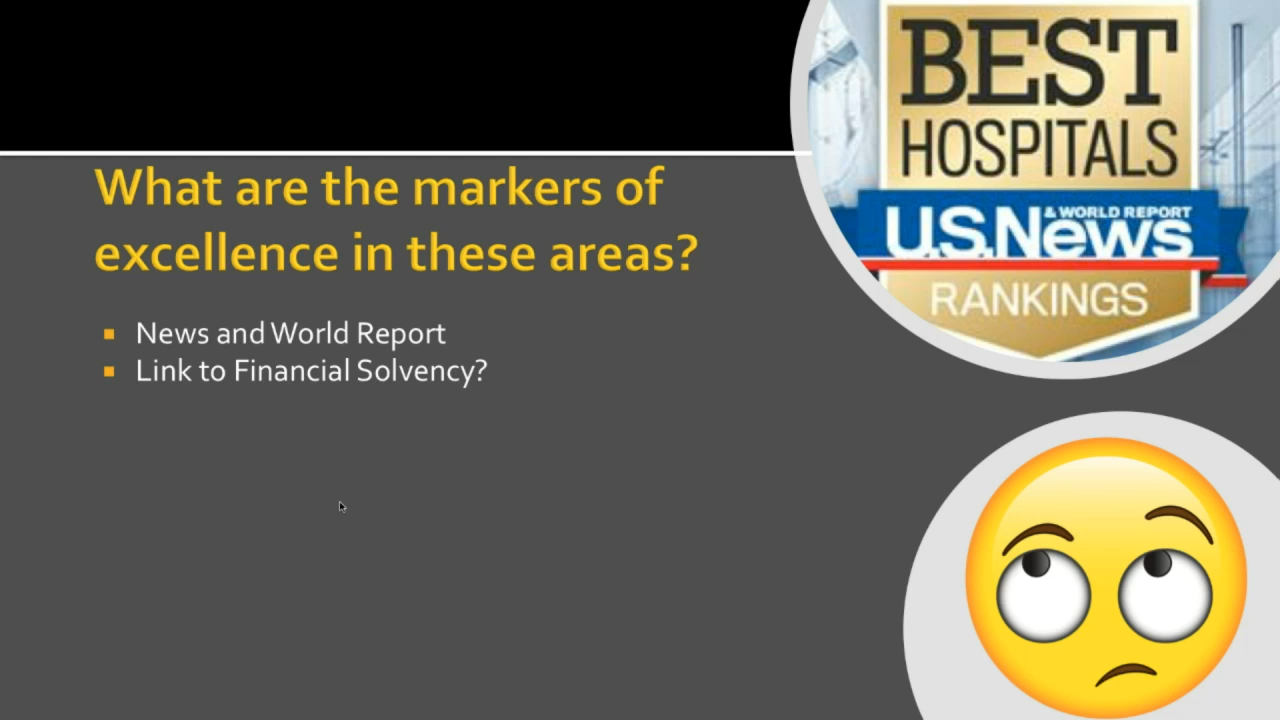 What are the markers of
excellence in these areas?
News and World Report
Link to Financial Solvency?
BEST
HOSPITALS
U.S.News
& WORLD REPORT
RANKINGS